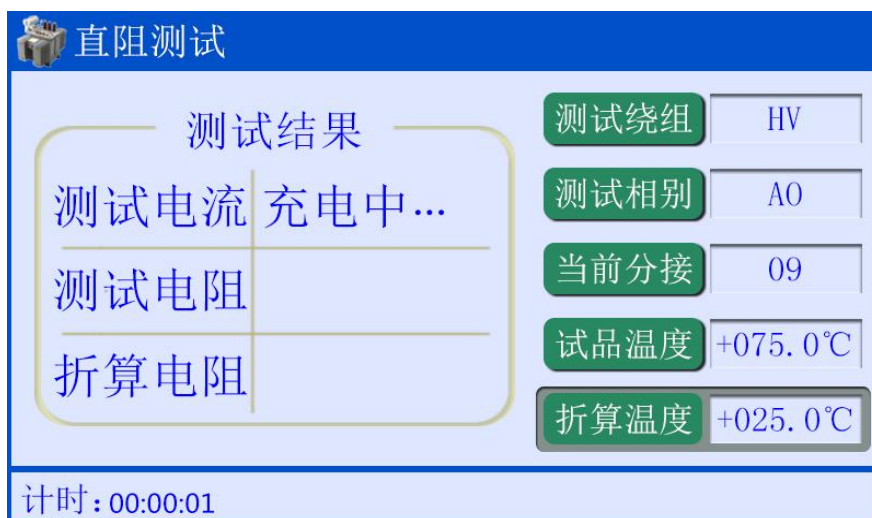 直阻测试
测试结果
测试电流 充电中...
测试电阻
折算电阻
测试绕组 HV
测试相别 AO
当前分接 09
试品温度 +075.0℃
折算温度 +025.0℃
计时:00:00:01